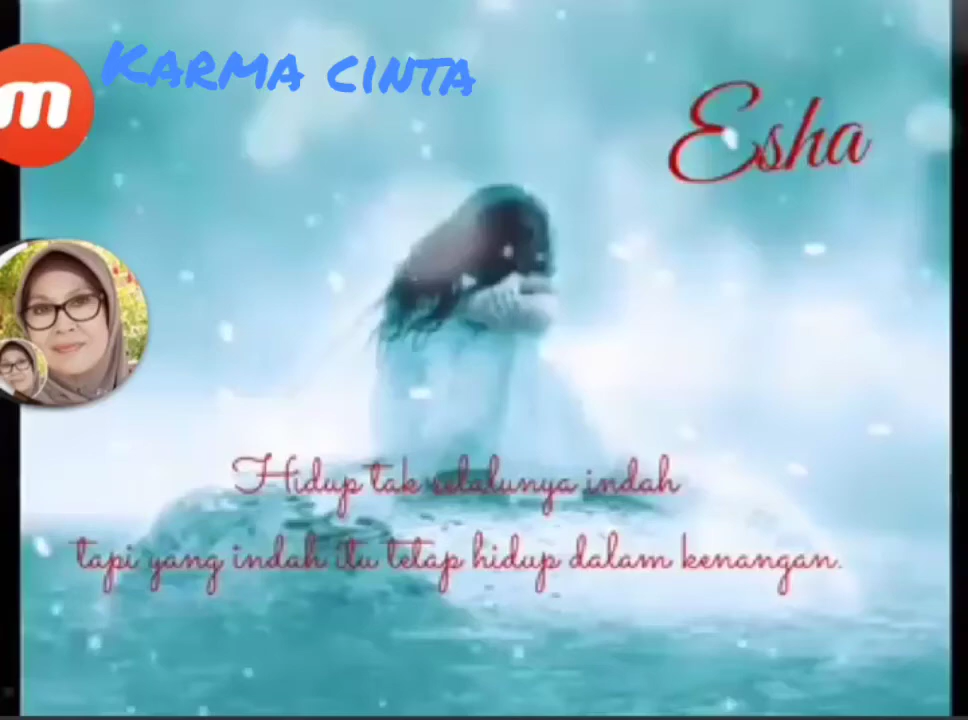 Karma cinta
m
Esha
Hidup tak selalunya indah
tapi yang indah itu tetap hidup dalam kenangan.